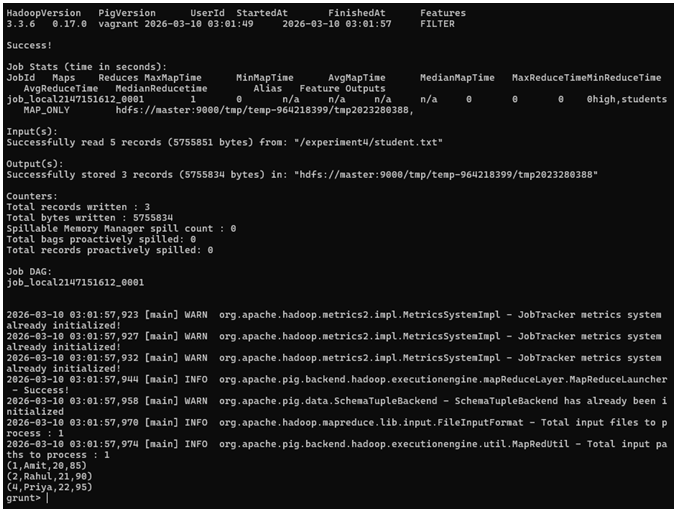 HadoopVersion PigVersion UserId StartedAt FinishedAt Features
3.3.6 0.17.0 vagrant 2026-03-10 03:01:49 2026-03-10 03:01:57 FILTER
Success!
Job Stats (time in seconds):
JobId Maps Reduces MaxMapTime MinMapTime AvgMapTime MedianMapTime MaxReduceTimeMinReduceTime
AvgReduceTime MedianReducetime Alias Feature Outputs
job_local2147151612_0001 1 0 n/a n/a n/a n/a 0 0 0 0high,students
MAP_ONLY hdfs://master:9000/tmp/temp-964218399/tmp2023280388,
Input(s):
Successfully read 5 records (5755851 bytes) from: "/experiment4/student.txt"
Output(s):
Successfully stored 3 records (5755834 bytes) in: "hdfs://master:9000/tmp/temp-964218399/tmp2023280388"
Counters:
Total records written : 3
Total bytes written : 5755834
Spillable Memory Manager spill count : 0
Total bags proactively spilled: 0
Total records proactively spilled: 0
Job DAG:
job_local2147151612_0001
2026-03-10 03:01:57,923 [main] WARN org.apache.hadoop.metrics2.impl.MetricsSystemImpl - JobTracker metrics system
already initialized!
2026-03-10 03:01:57,927 [main] WARN org.apache.hadoop.metrics2.impl.MetricsSystemImpl - JobTracker metrics system
already initialized!
2026-03-10 03:01:57,932 [main] WARN org.apache.hadoop.metrics2.impl.MetricsSystemImpl - JobTracker metrics system
already initialized!
2026-03-10 03:01:57,944 [main] INFO org.apache.pig.backend.hadoop.executionengine.mapReduceLayer.MapReduceLauncher
- Success!
2026-03-10 03:01:57,958 [main] WARN org.apache.pig.data.SchemaTupleBackend - SchemaTupleBackend has already been i
nitialized
2026-03-10 03:01:57,970 [main] INFO org.apache.hadoop.mapreduce.lib.input.FileInputFormat - Total input files to p
rocess : 1
2026-03-10 03:01:57,974 [main] INFO org.apache.pig.backend.hadoop.executionengine.util.MapRedUtil - Total input pa
ths to process : 1
(1,Amit,20,85)
(2,Rahul,21,90)
(4,Priya,22,95)
grunt>